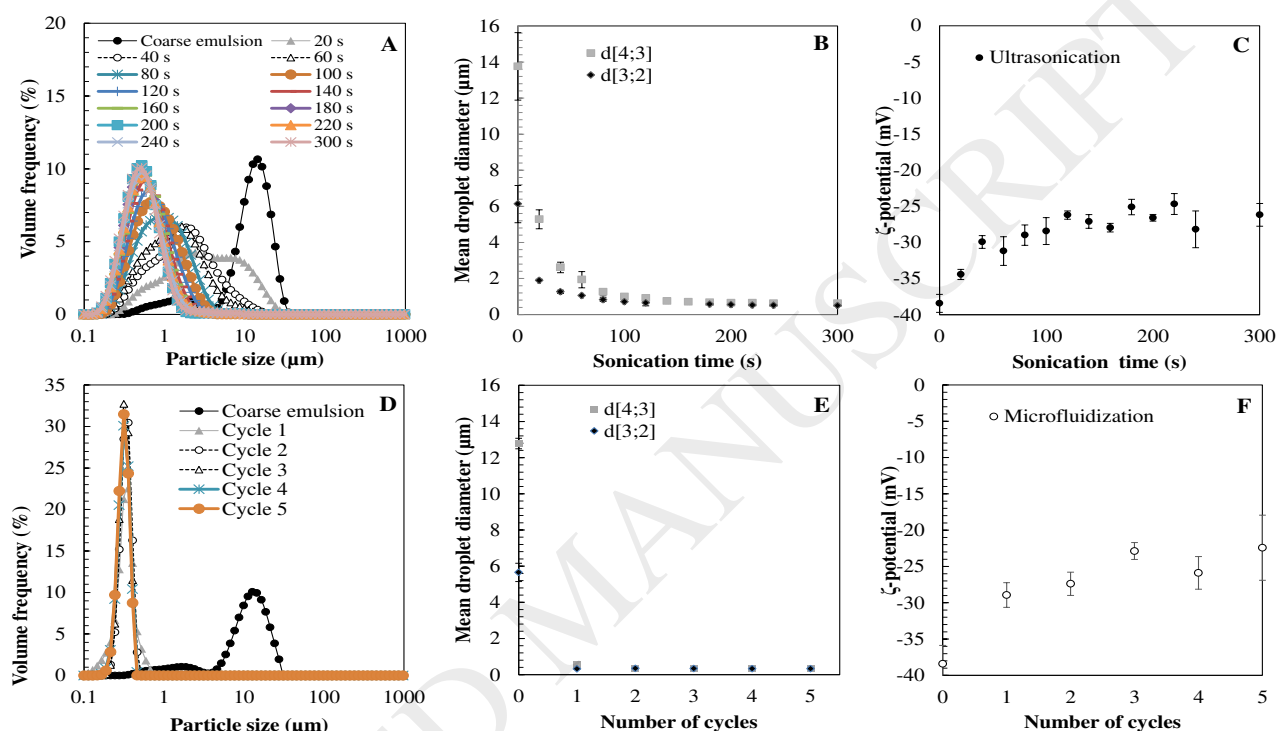 A
Volume frequency (%)
20
15
10
5
0
Coarse emulsion 20 s
40 s 60 s
80 s 100 s
120 s 140 s
160 s 180 s
200 s 220 s
240 s 300 s
0.1 1 10 100 1000
Particle size (µm)
B
Mean droplet diameter (µm)
16
14
12
10
8
6
4
2
0
d[4;3]
d[3;2]
0 50 100 150 200 250 300
Sonication time (s)
C
ζ-potential (mV)
-0
-5
-10
-15
-20
-25
-30
-35
-40
Ultrasonication
0 100 200 300
Sonication time (s)
D
Volume frequency (%)
35
30
25
20
15
10
5
0
Coarse emulsion
Cycle 1
Cycle 2
Cycle 3
Cycle 4
Cycle 5
0.1 1 10 100 1000
Particle size (µm)
E
Mean droplet diameter (µm)
16
14
12
10
8
6
4
2
0
d[4;3]
d[3;2]
0 1 2 3 4 5
Number of cycles
F
ζ-potential (mV)
-0
-5
-10
-15
-20
-25
-30
-35
-40
Microfluidization
0 1 2 3 4 5
Number of cycles
D MANUSCRIPT